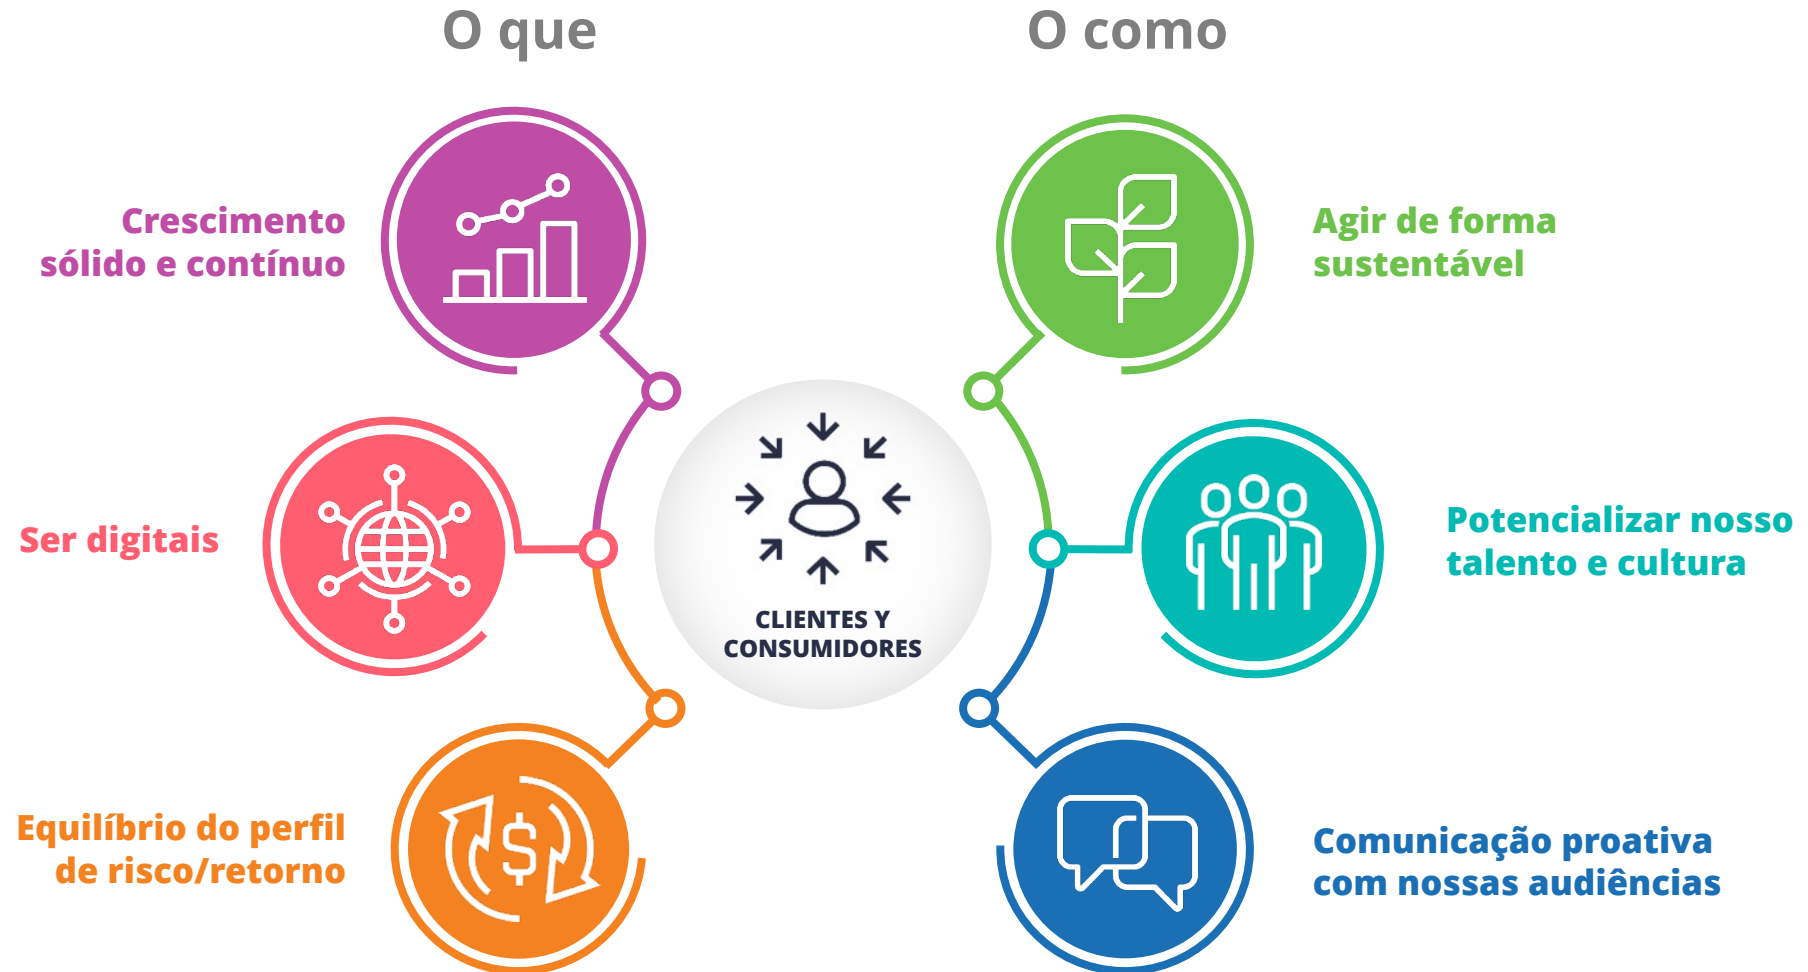 O que
O como
Crescimento
sólido e contínuo
Agir de forma
sustentável
Ser digitais
Potencializar nosso
talento e cultura
CLIENTES Y
CONSUMIDORES
Equilíbrio do perfil
de risco/retorno
$
Comunicação proativa
com nossas audiências